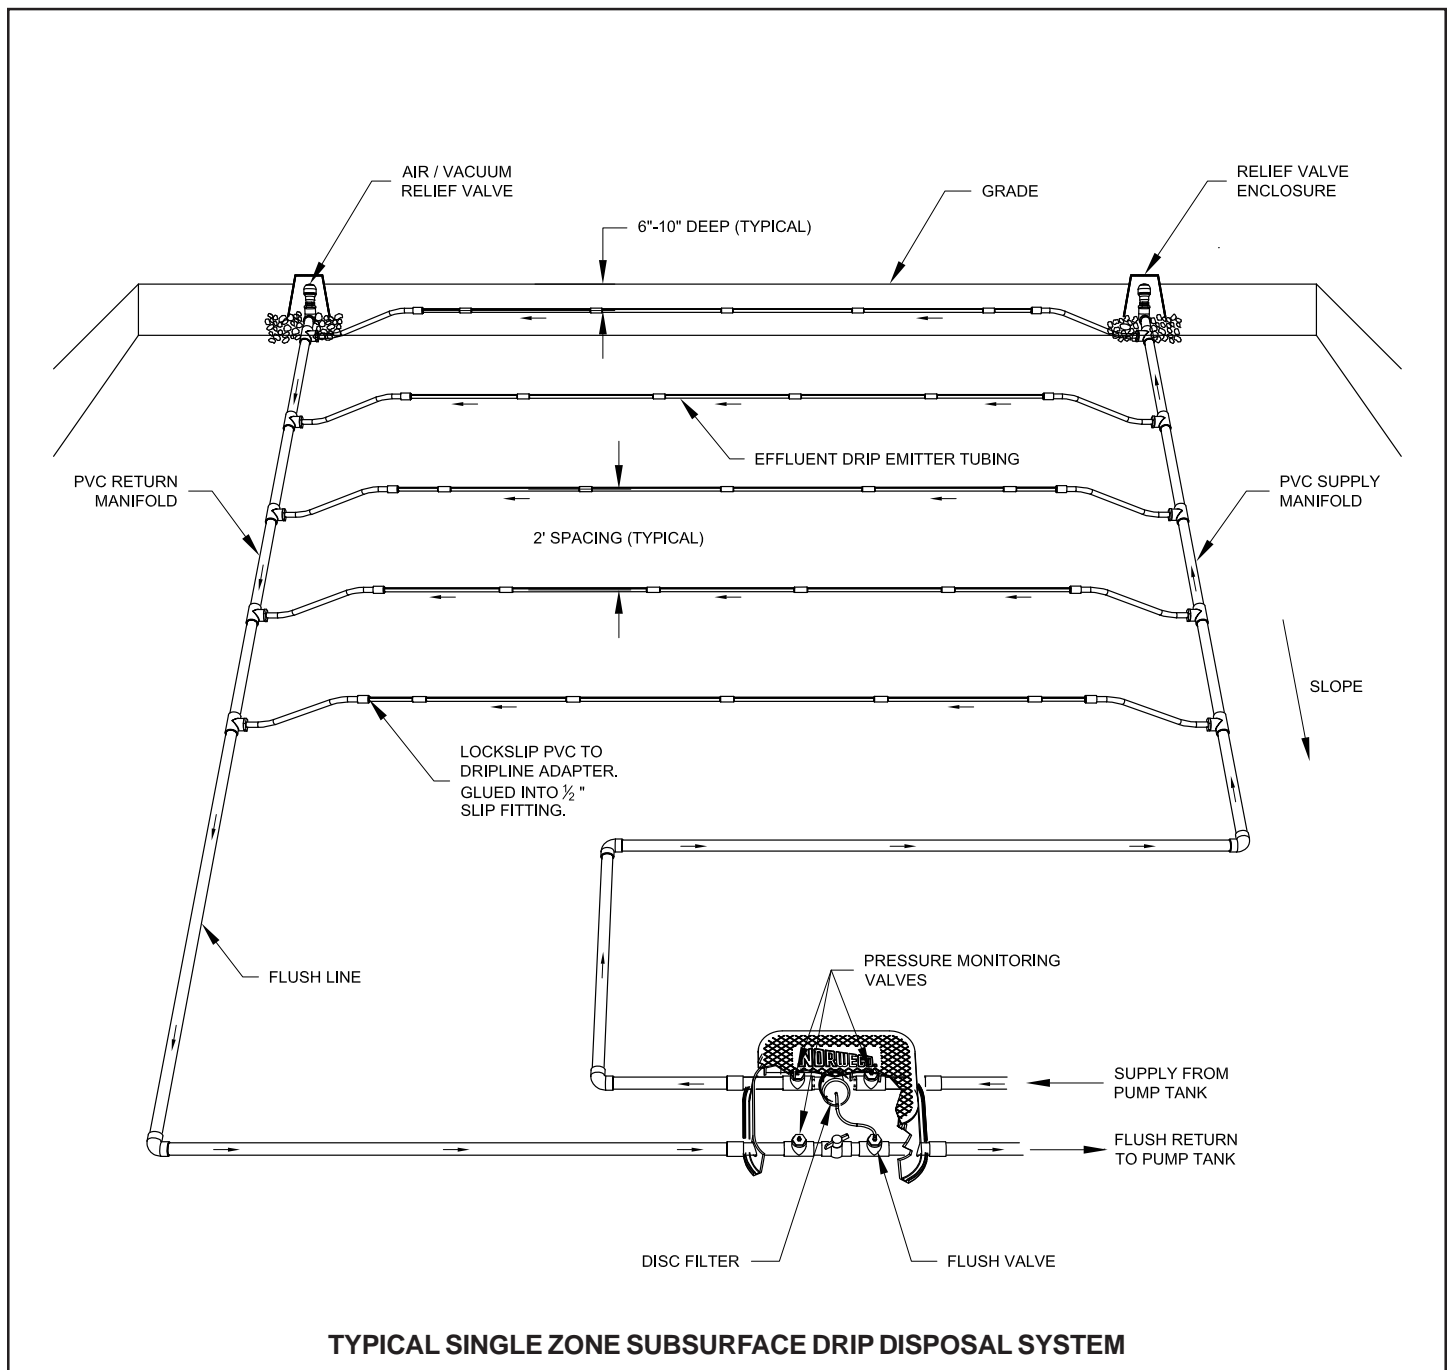 AIR / VACUUM
RELIEF VALVE
RELIEF VALVE
ENCLOSURE
GRADE
6"-10" DEEP (TYPICAL)
EFFLUENT DRIP EMITTER TUBING
PVC RETURN
MANIFOLD
PVC SUPPLY
MANIFOLD
2' SPACING (TYPICAL)
SLOPE
LOCKSLIP PVC TO
DRIPLINE ADAPTER.
GLUED INTO ½ "
SLIP FITTING.
FLUSH LINE
PRESSURE MONITORING
VALVES
NORWECO
SUPPLY FROM
PUMP TANK
FLUSH RETURN
TO PUMP TANK
DISC FILTER
FLUSH VALVE
TYPICAL SINGLE ZONE SUBSURFACE DRIP DISPOSAL SYSTEM